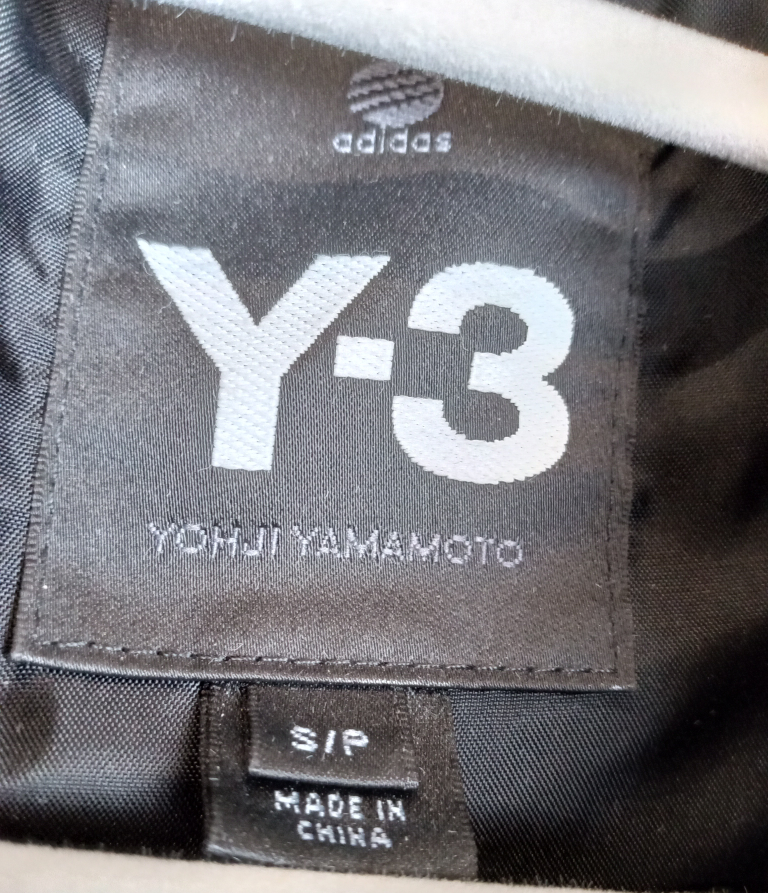 adidas
Y-3
YOHJI YAMAMOTO
S/P
MADE IN
CHINA